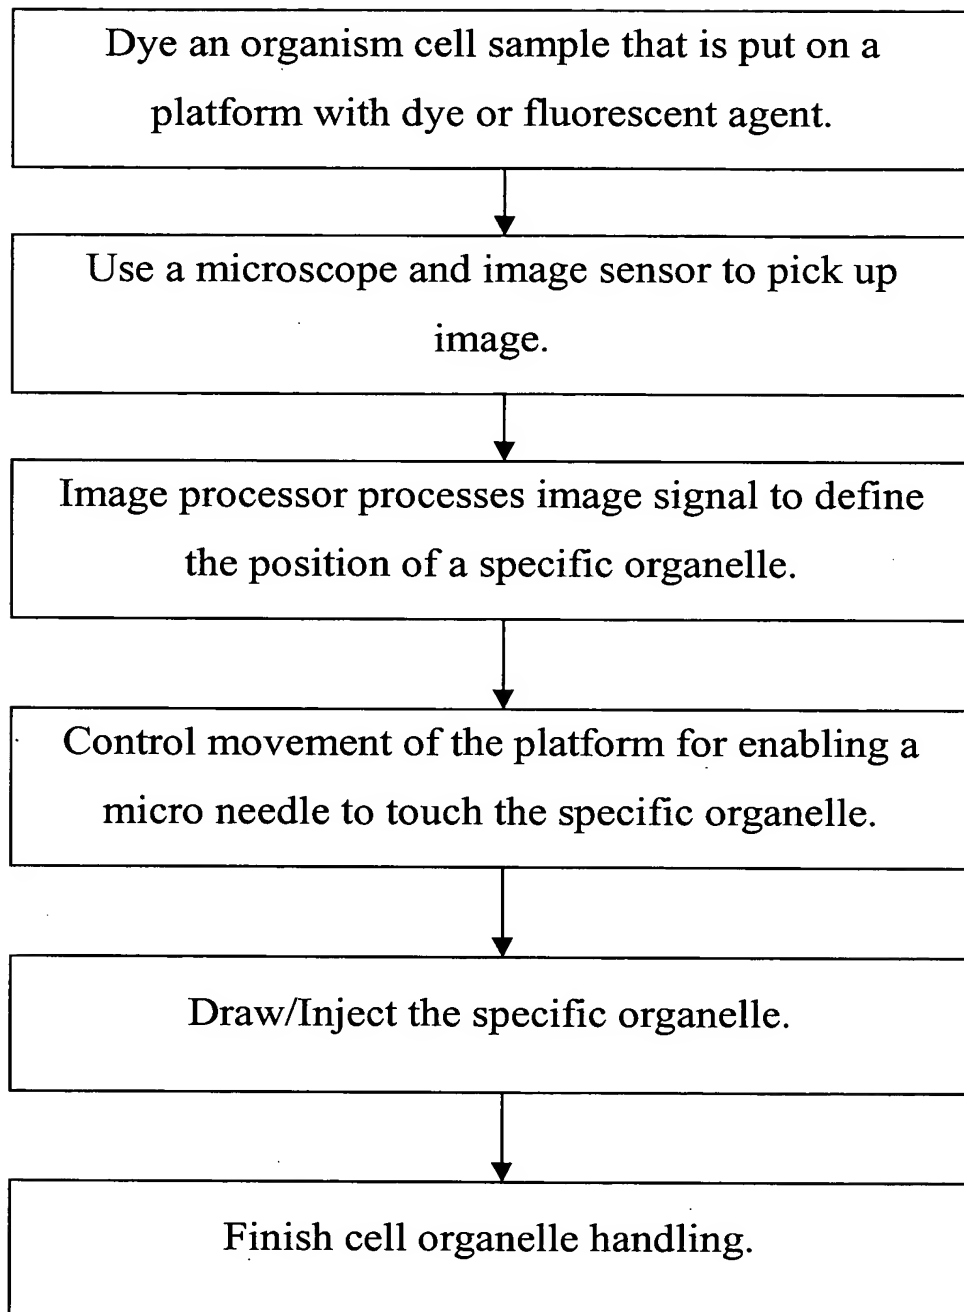 Dye an organism cell sample that is put on a
platform with dye or fluorescent agent.
Use a microscope and image sensor to pick up
image.
Image processor processes image signal to define
the position of a specific organelle.
Control movement of the platform for enabling a
micro needle to touch the specific organelle.
Draw/Inject the specific organelle.
Finish cell organelle handling.